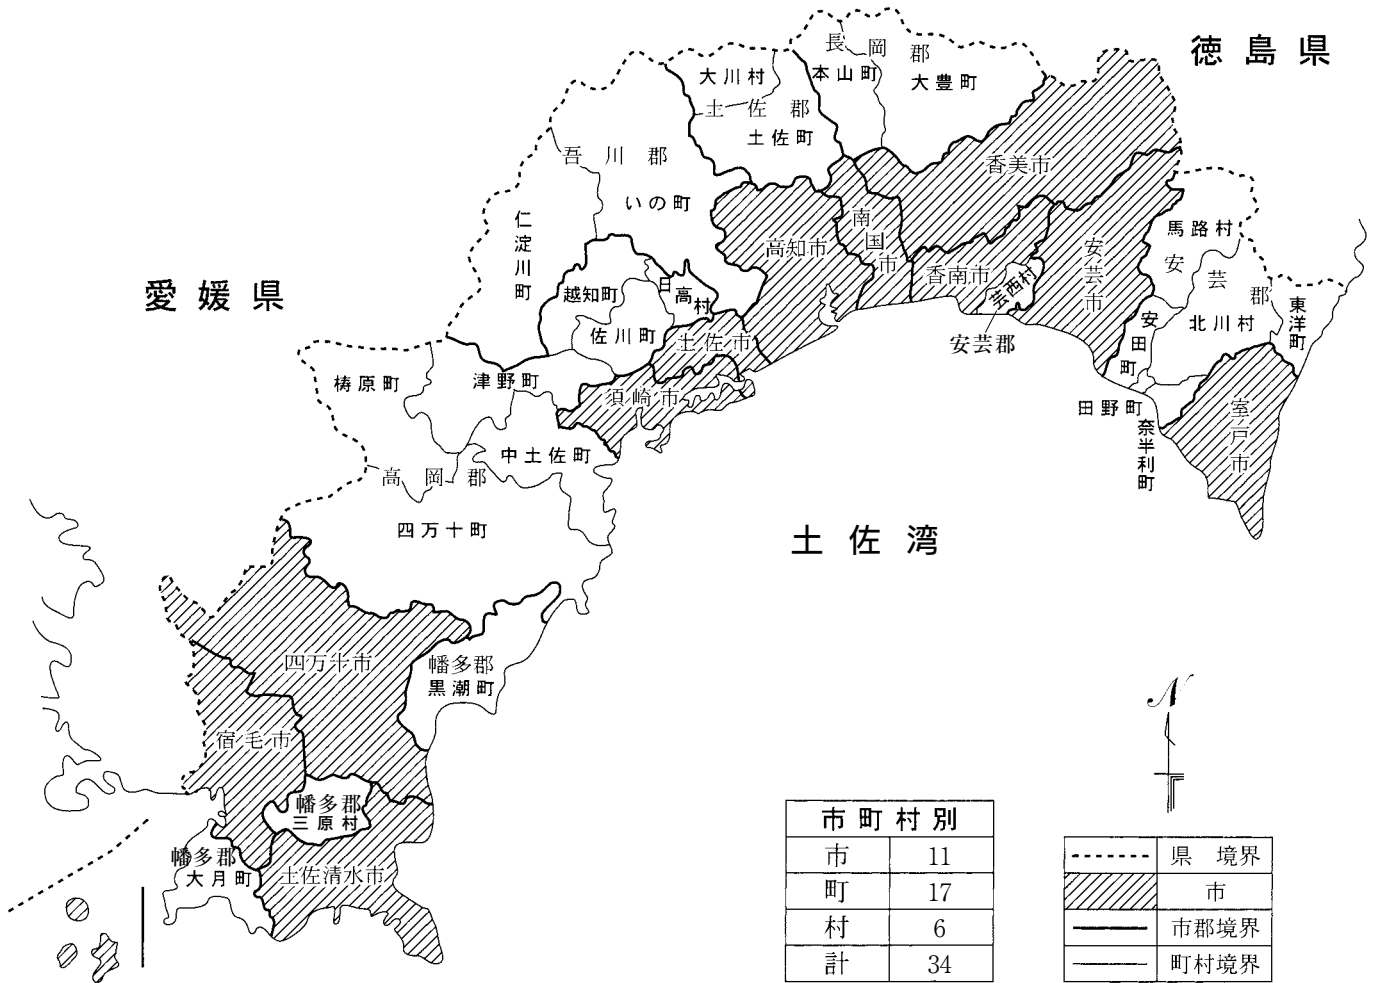 徳島県
長岡郡
本山町
大豊町
大川村
土佐郡
土佐町
吾川郡
いの町
仁淀川町
香美市
高知市
南国市
香南市
芸西村
安芸郡
安芸市
馬路村
安芸郡
北川村
東洋町
安田町
田野町
奈半利町
室戸市
愛媛県
越知町
日高村
佐川町
土佐市
須崎市
梼原町
津野町
中土佐町
高岡郡
四万十町
土佐湾
四万十市
幡多郡
黒潮町
宿毛市
幡多郡
三原村
幡多郡
大月町
土佐清水市
N
市町村別
市 11
町 17
村 6
計 34
県 境界
市
市郡境界
町村境界